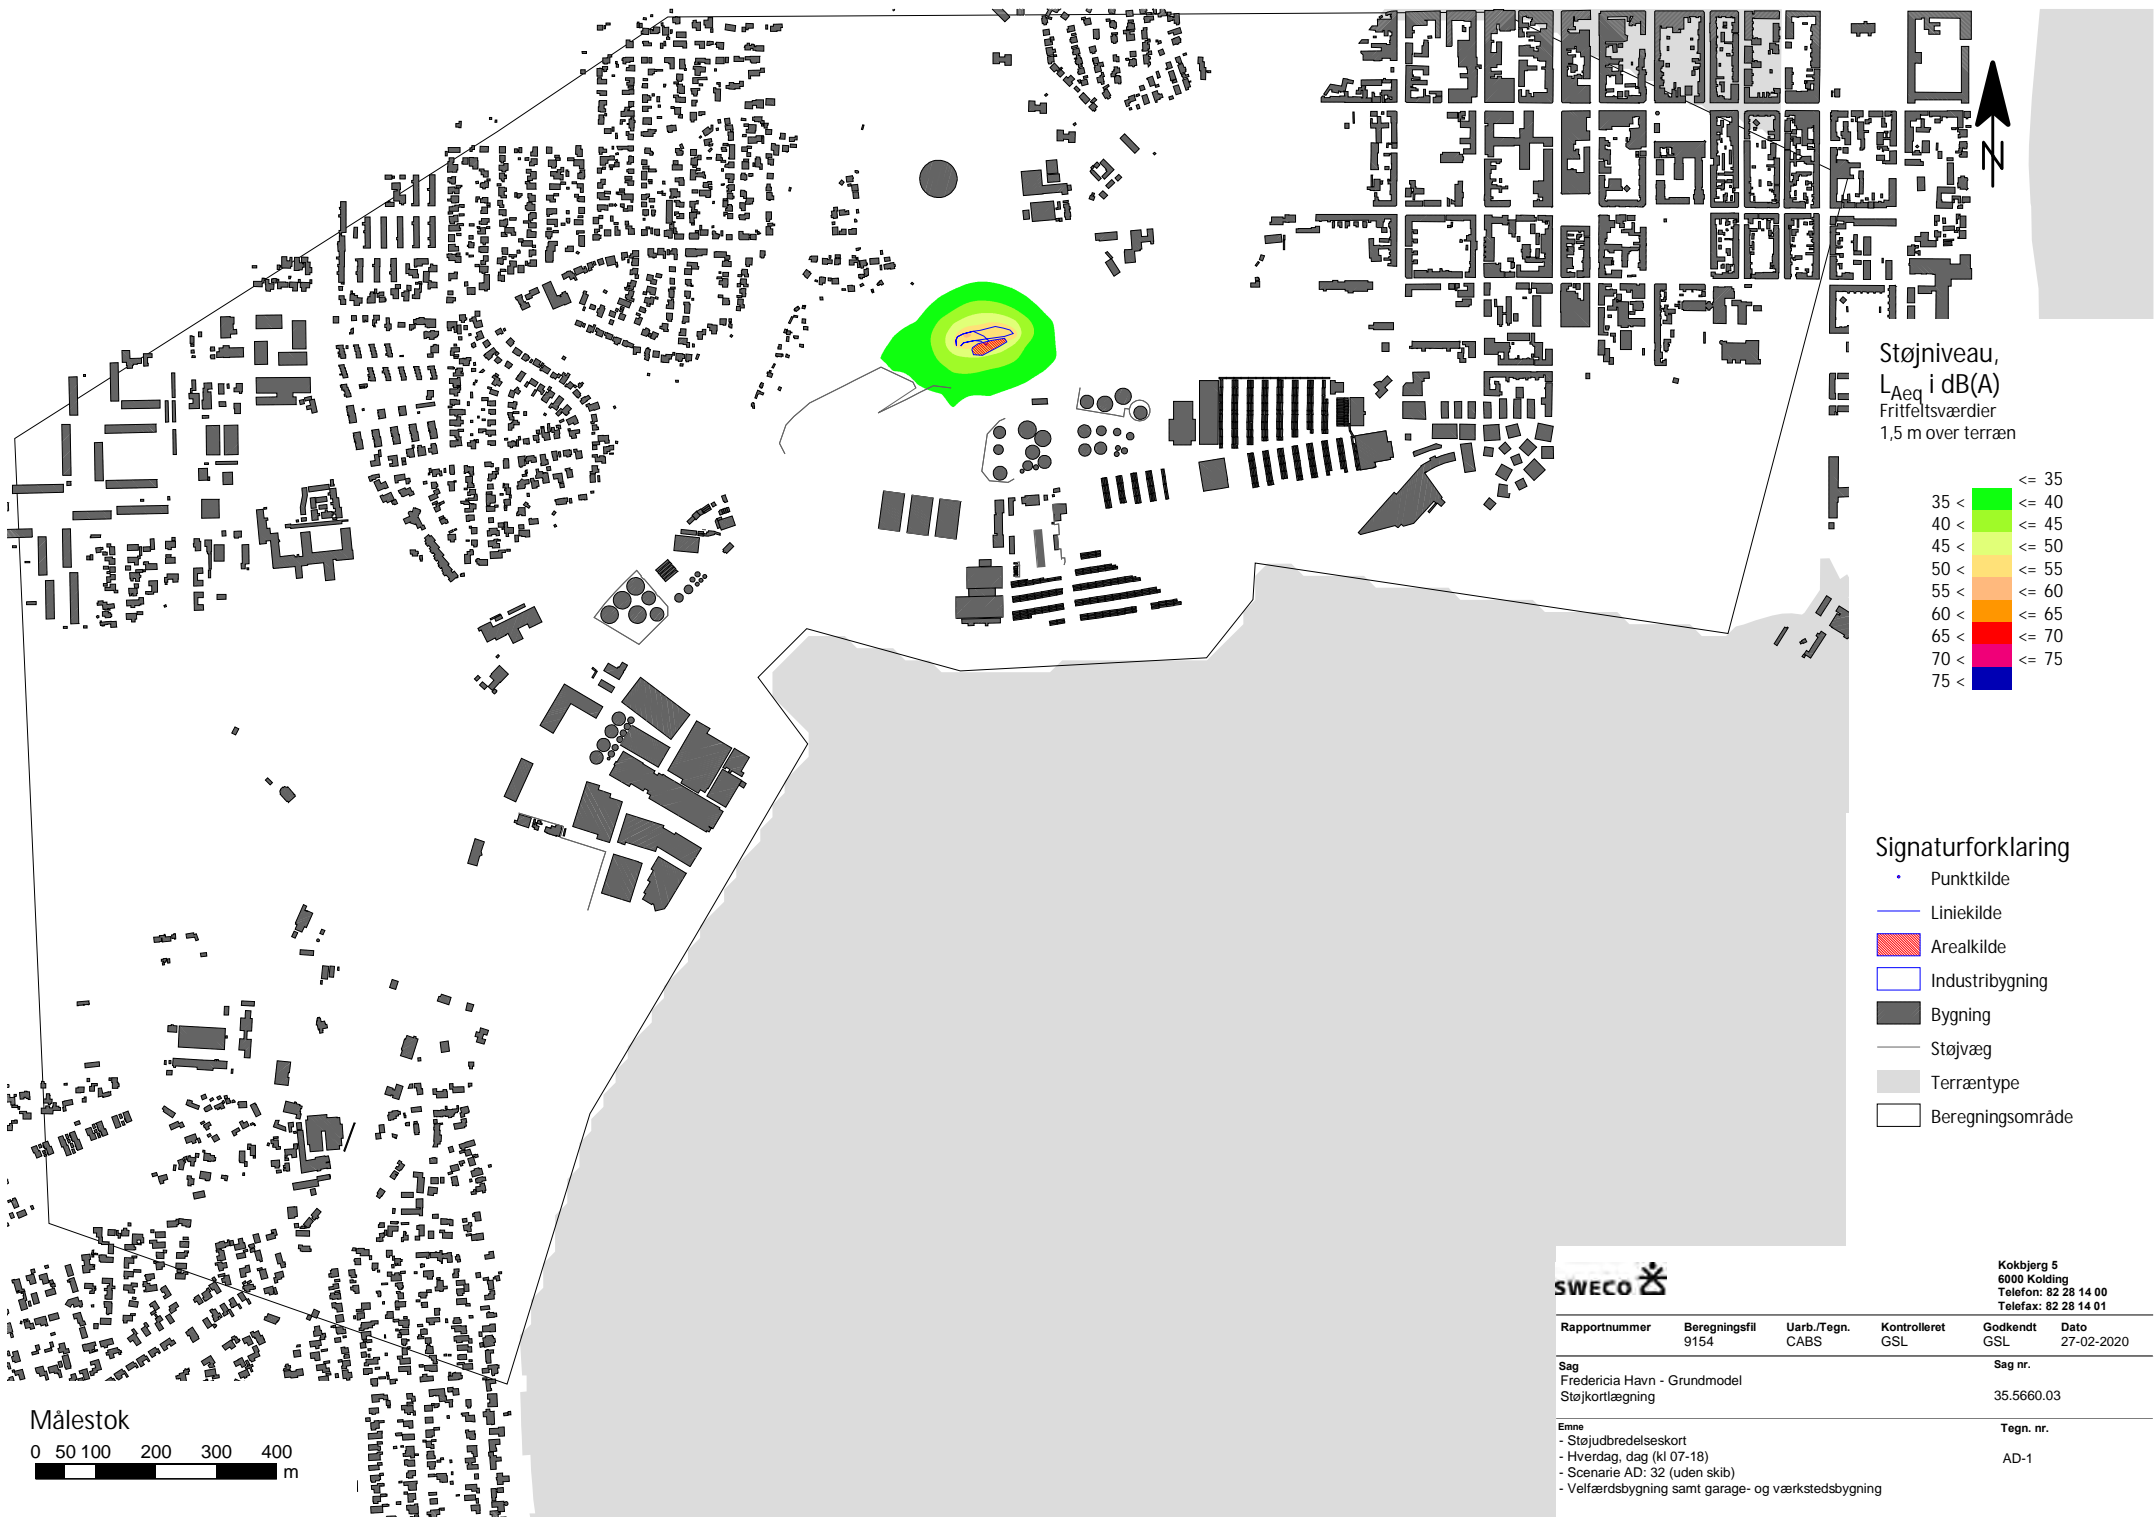 N
Støjniveau,
LAeq i dB(A)
Fritfeltsværdier
1,5 m over terræn
<= 35
35 < <= 40
40 < <= 45
45 < <= 50
50 < <= 55
55 < <= 60
60 < <= 65
65 < <= 70
70 < <= 75
75 <
Signaturforklaring
Punktkilde
Liniekilde
Arealkilde
Industribygning
Bygning
Støjvæg
Terræntype
Beregningsområde
Målestok
0 50 100 200 300 400
m
SWECO
Kokbjerg 5
6000 Kolding
Telefon: 82 28 14 00
Telefax: 82 28 14 01
Rapportnummer Beregningsfil Uarb./Tegn. Kontrolleret Godkendt Dato
9154 CABS GSL GSL 27-02-2020
Sag Sag nr.
Fredericia Havn - Grundmodel
Støjkortlægning 35.5660.03
Emne Tegn. nr.
- Støjudbredelseskort
- Hverdag, dag (kl 07-18) AD-1
- Scenarie AD: 32 (uden skib)
- Velfærdsbygning samt garage- og værkstedsbygning